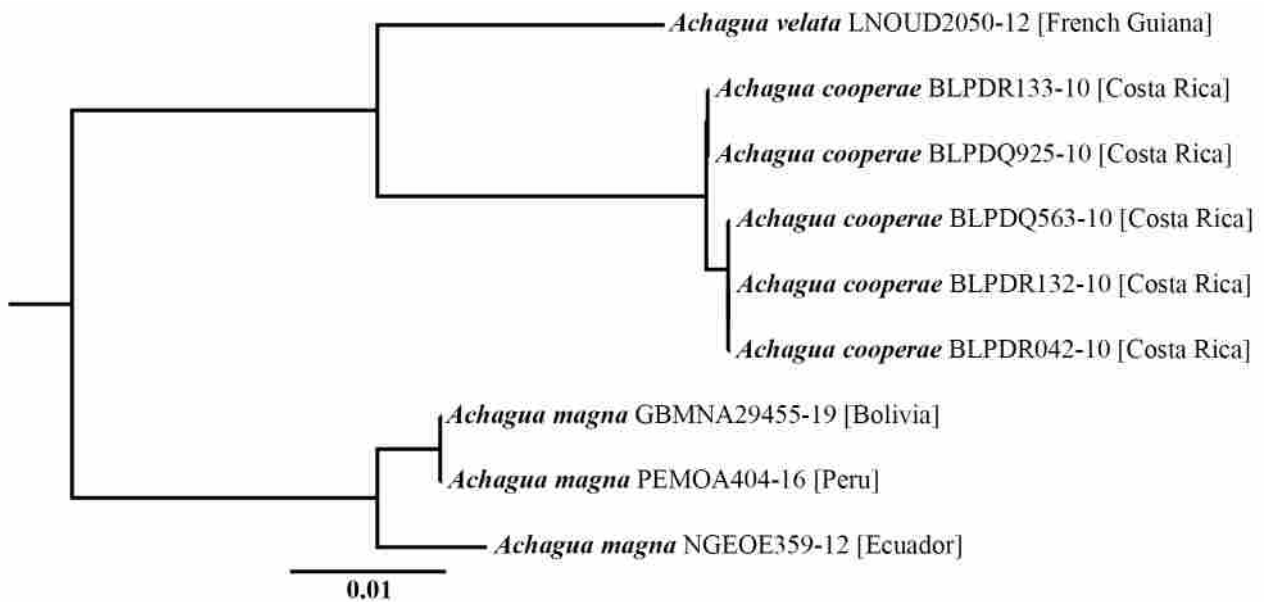 Achagua velata LNOUD2050-12 [French Guiana]
Achagua cooperae BLPDR133-10 [Costa Rica]
Achagua cooperae BLPDQ925-10 [Costa Rica]
Achagua cooperae BLPDQ563-10 [Costa Rica]
Achagua cooperae BLPDR132-10 [Costa Rica]
Achagua cooperae BLPDR042-10 [Costa Rica]
Achagua magna GBMNA29455-19 [Bolivia]
Achagua magna PEMOA404-16 [Peru]
Achagua magna NGEOE359-12 [Ecuador]
0.01